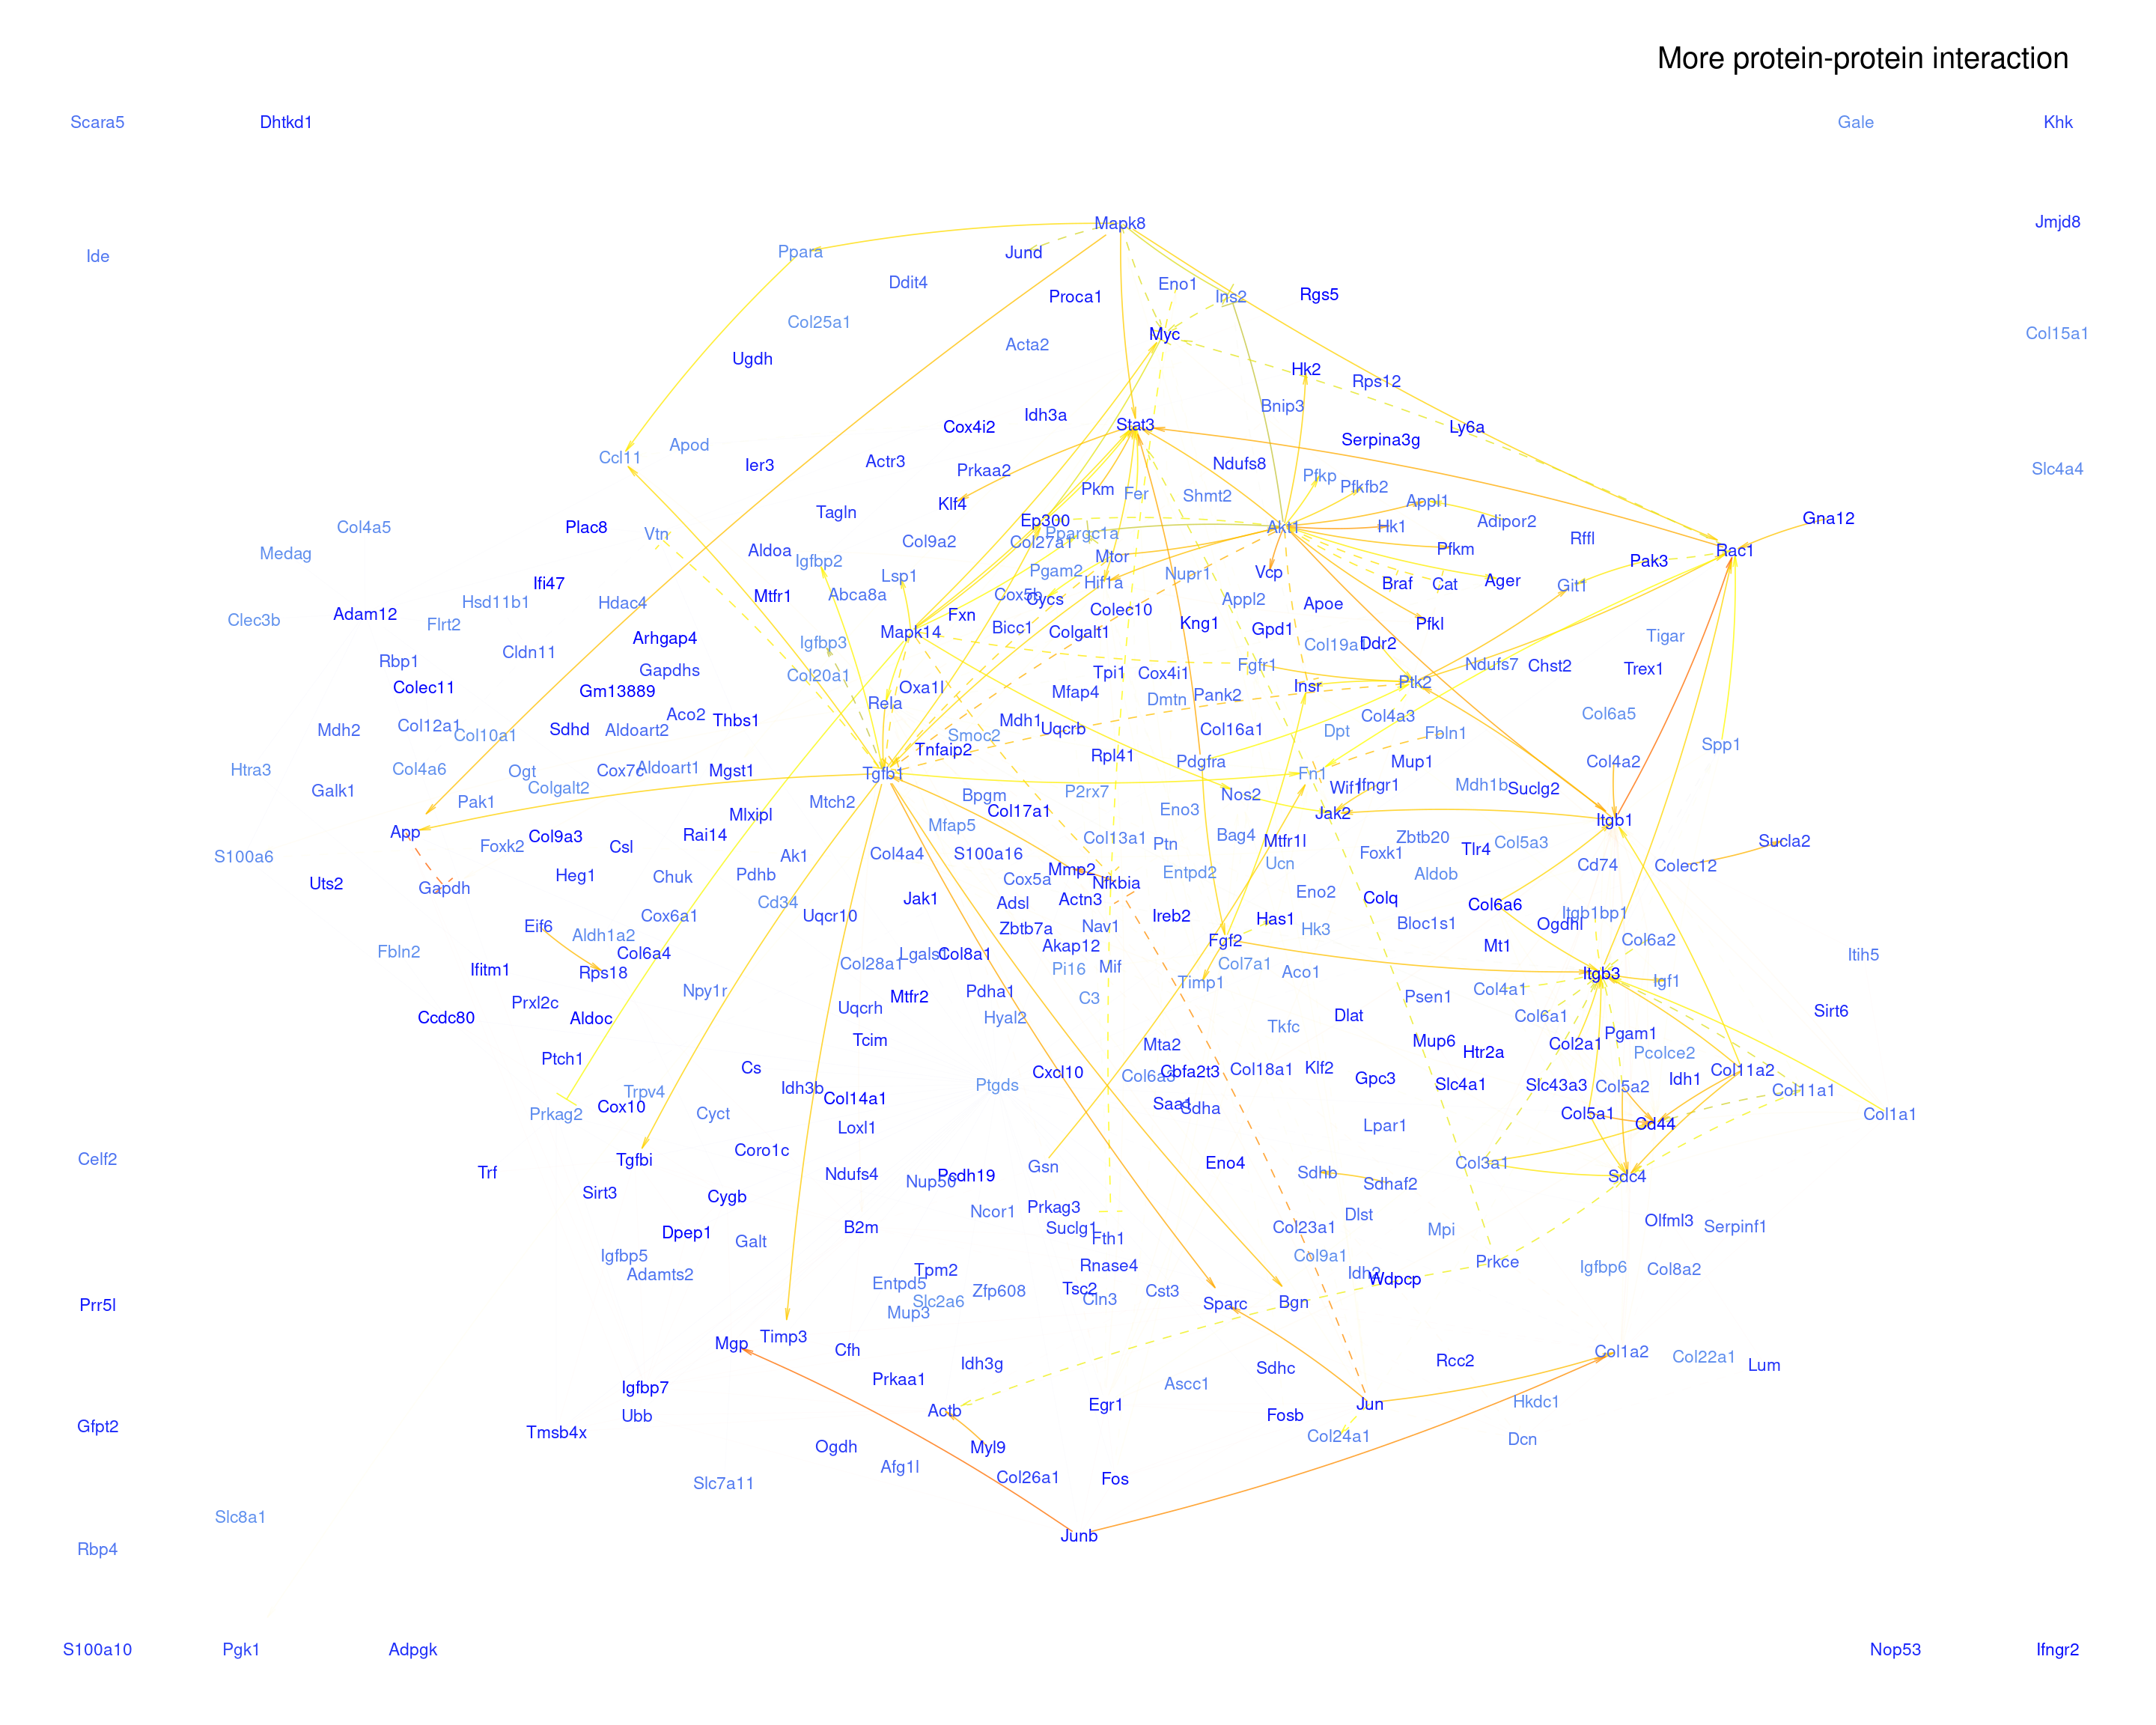 More protein-protein interaction
Scara5 Dhtkd1 Gale Khk
Mapk8 Jmjd8
Ide Ppara Jund
Ddit4 Proca1 Eno1 Ins2 Rgs5
Col25a1 Myc Col15a1
Ugdh Acta2 Hk2 Rps12
Idh3a Bnip3
Ccl11 Apod Cox4i2 Stat3 Serpina3g Ly6a
Ier3 Actr3 Prkaa2 Ndufs8 Slc4a4
Klf4 Pkm Fer Shmt2 Pfkp Pfkfb2 Appl1
Col4a5 Plac8 Vtn Tagln Ep300 Ppargc1a Akt1 Hk1 Adipor2 Gna12
Medag Aldoa Igfbp2 Col9a2 Col27a1 Mtor Pfkm Rffl Pak3 Rac1
Ifi47 Lsp1 Pgam2 Hif1a Nupr1 Vcp Braf Cat Ager Git1
Clec3b Adam12 Hsd11b1 Hdac4 Mtfr1 Abca8a Cox5b Cycs Colec10 Appl2 Apoe
Flrt2 Arhgap4 Mapk14 Fxn Bicc1 Colgalt1 Kng1 Gpd1 Pfkl Tigar
Rbp1 Cldn11 Gapdhs Igfbp3 Col19a1 Ddr2
Colec11 Gm13889 Col20a1 Oxa1l Tpi1 Cox4i1 Fgfr1 Insr Ptk2 Ndufs7 Chst2 Trex1
Aco2 Rela Mfap4 Dmtn Pank2
Mdh2 Col12a1 Col10a1 Sdhd Aldoart2 Thbs1 Smoc2 Mdh1 Uqcrb Col16a1 Dpt Col4a3 Fbln1 Col6a5 Spp1
Htra3 Col4a6 Ogt Cox7c Aldoart1 Mgst1 Tgfb1 Tnfaip2 Rpl41 Pdgfra Fn1 Mup1 Col4a2
Galk1 Pak1 Colgalt2 Mtch2 Bpgm P2rx7 Nos2 Wif1 Ifngr1 Mdh1b Suclg2
App Foxk2 Col9a3 Csl Rai14 Mlxipl Mfap5 Col17a1 Col13a1 Eno3 Bag4 Jak2 Itgb1
S100a6 Ak1 Col4a4 S100a16 Ptn Mtfr1l Foxk1 Zbtb20 Tlr4 Col5a3 Sucla2
Uts2 Gapdh Heg1 Chuk Pdhb Cox5a Mmp2 Nfkbia Entpd2 Ucn Aldob Cd74 Colec12
Eif6 Cox6a1 Cd34 Uqcr10 Jak1 Adsl Actn3 Ireb2 Has1 Eno2 Colq Col6a6 Itgb1bp1
Fbln2 Aldh1a2 Col6a4 Lgals1 Col8a1 Zbtb7a Nav1 Akap12 Fgf2 Hk3 Bloc1s1 Ogdhl Col6a2 Itih5
Ifitm1 Rps18 Col28a1 Pi16 Mif Timp1 Col7a1 Aco1 Mt1 Itgb3 Igf1
Prxl2c Npy1r Mtfr2 Pdha1 C3 Psen1 Col4a1
Ccdc80 Aldoc Uqcrh Hyal2 Tkfc Dlat Col6a1 Sirt6
Ptch1 Tcim Mta2 Mup6 Htr2a Col2a1 Pgam1 Pcolce2
Cs Ptgds Cxcl10 Col6a3 Cbfa2t3 Col18a1 Klf2 Gpc3 Slc4a1 Slc43a3 Col5a2 Idh1 Col11a2
Prkag2 Trpv4 Cox10 Cyct Idh3b Col14a1 Saa1 Sdha Col5a1 Cd44 Col11a1 Col1a1
Loxl1 Lpar1
Celf2 Trf Tgfbi Coro1c Ndufs4 Nup50 Pcdh19 Gsn Eno4 Sdhb Sdhaf2 Col3a1 Sdc4
Sirt3 Cygb Ncor1 Prkag3 Dlst
Dpep1 Galt B2m Suclg1 Fth1 Col23a1 Mpi Olfml3 Serpinf1
Igfbp5 Adamts2 Tpm2 Rnase4 Col9a1 Idh2 Wdpcp Prkce Igfbp6 Col8a2
Prr5l Entpd5 Slc2a6 Mup3 Zfp608 Tsc2 Cln3 Cst3 Sparc Bgn
Mgp Timp3 Cfh Idh3g Sdhc Rcc2 Col1a2 Col22a1 Lum
Igfbp7 Prkaa1 Ascc1
Gfpt2 Tmsb4x Ubb Actb Egr1 Fosb Jun Hkdc1
Ogdh Myl9 Col24a1 Dcn
Slc7a11 Afg1l Col26a1 Fos
Slc8a1 Junb
Rbp4
S100a10 Pgk1 Adpgk Nop53 Ifngr2